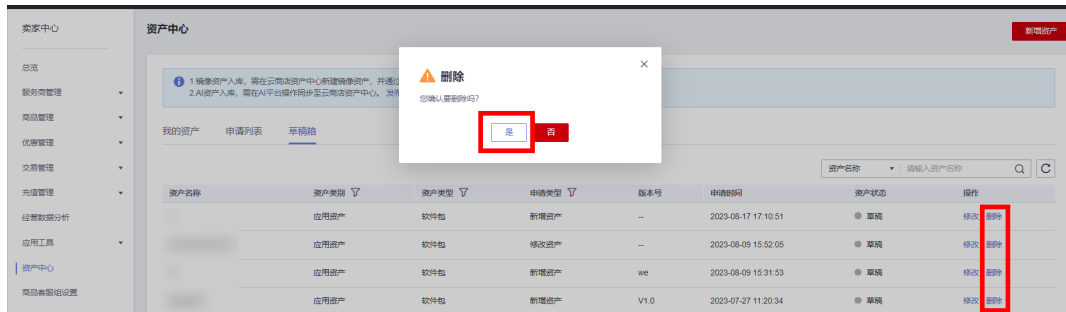 卖家中心
资产中心
新增资产
总览
服务商管理
商品管理
优惠管理
交易管理
充值管理
经营数据分析
应用工具
资产中心
商品客服组设置
1.镜像资产入库，需在云商店资产中心新建镜像资产，并通过
2.AI资产入库，需在AI平台操作同步至云商店资产中心。 发布
删除
您确认要删除吗?
是 否
我的资产 申请列表 草稿箱
资产名称 请输入资产名称
资产名称 资产类别 资产类型 申请类型 版本号 申请时间 资产状态 操作
应用资产 软件包 新增资产 -- 2023-08-17 17:10:51 草稿 修改 删除
应用资产 软件包 修改资产 -- 2023-08-09 15:52:05 草稿 修改 删除
应用资产 软件包 新增资产 we 2023-08-09 15:31:53 草稿 修改 删除
应用资产 软件包 新增资产 V1.0 2023-07-27 11:20:34 草稿 修改 删除